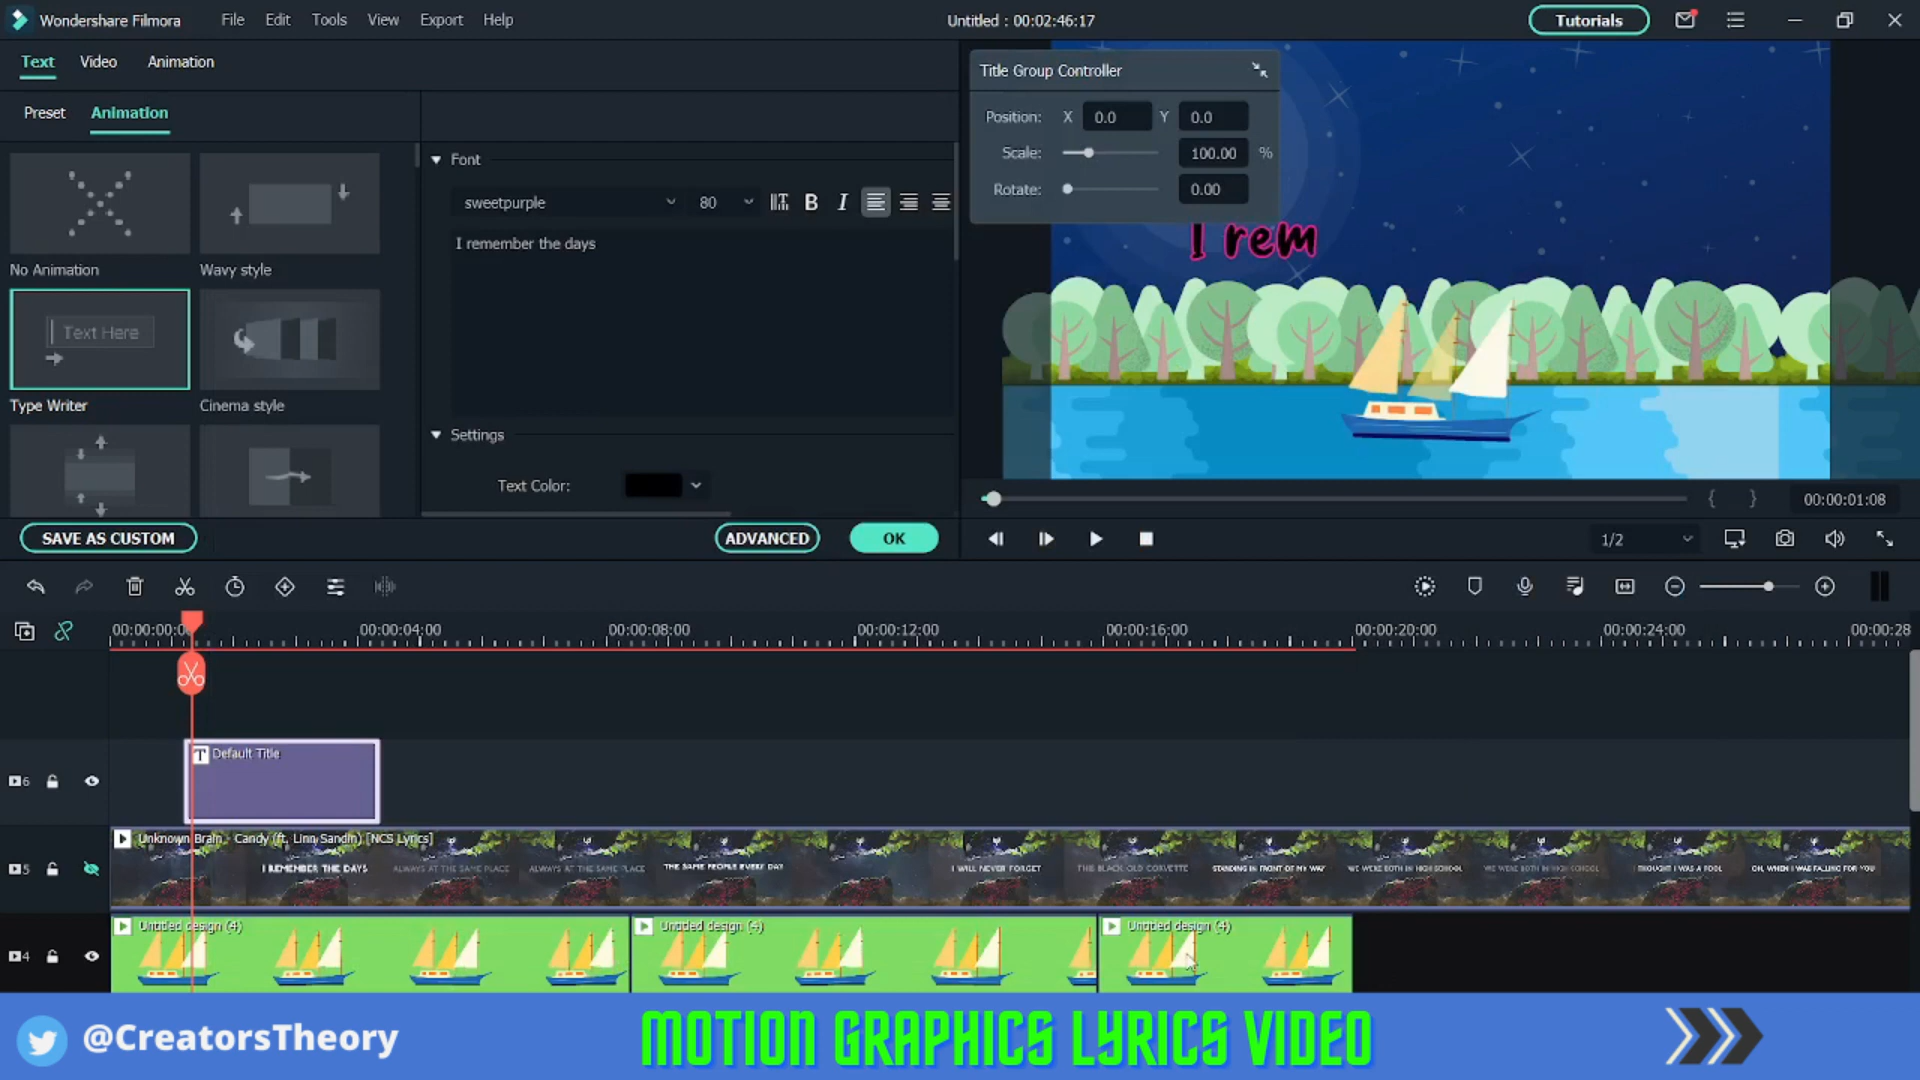 Wondershare Filmora
File Edit Tools View Export Help
Untitled : 00:02:46:17
Tutorials
Text Video Animation
Preset Animation
No Animation
Wavy style
Text Here
Type Writer
Cinema style
Font
sweetpurple 80 B I
I remember the days
Settings
Text Color:
SAVE AS CUSTOM
ADVANCED
OK
Title Group Controller
Position: X 0.0 Y 0.0
Scale: 100.00 %
Rotate: 0.00
I rem
{ } 00:00:01:08
1/2
00:00:00:0
00:00:04:00
00:00:08:00
00:00:12:00
00:00:16:00
00:00:20:00
00:00:24:00
00:00:28
6
T Default Title
5
Unknown Brain - Candy (ft. Linn Sandin) [NCS Lyrics]
I REMEMBER THE DAYS
ALWAYS AT THE SAME PLACE
ALWAYS AT THE SAME PLACE
THE SAME PEOPLE EVERY DAY
I WILL NEVER FORGET
THE BLACK OLD CORVETTE
STANDING IN FRONT OF MY WAY
WE WERE BOTH IN HIGH SCHOOL
WE WERE BOTH IN HIGH SCHOOL
I THOUGHT I WAS A FOOL
OH, WHEN I WAS FALLING FOR YOU
4
Untitled design (4)
Untitled design (4)
Untitled design (4)
@CreatorsTheory
MOTION GRAPHICS LYRICS VIDEO